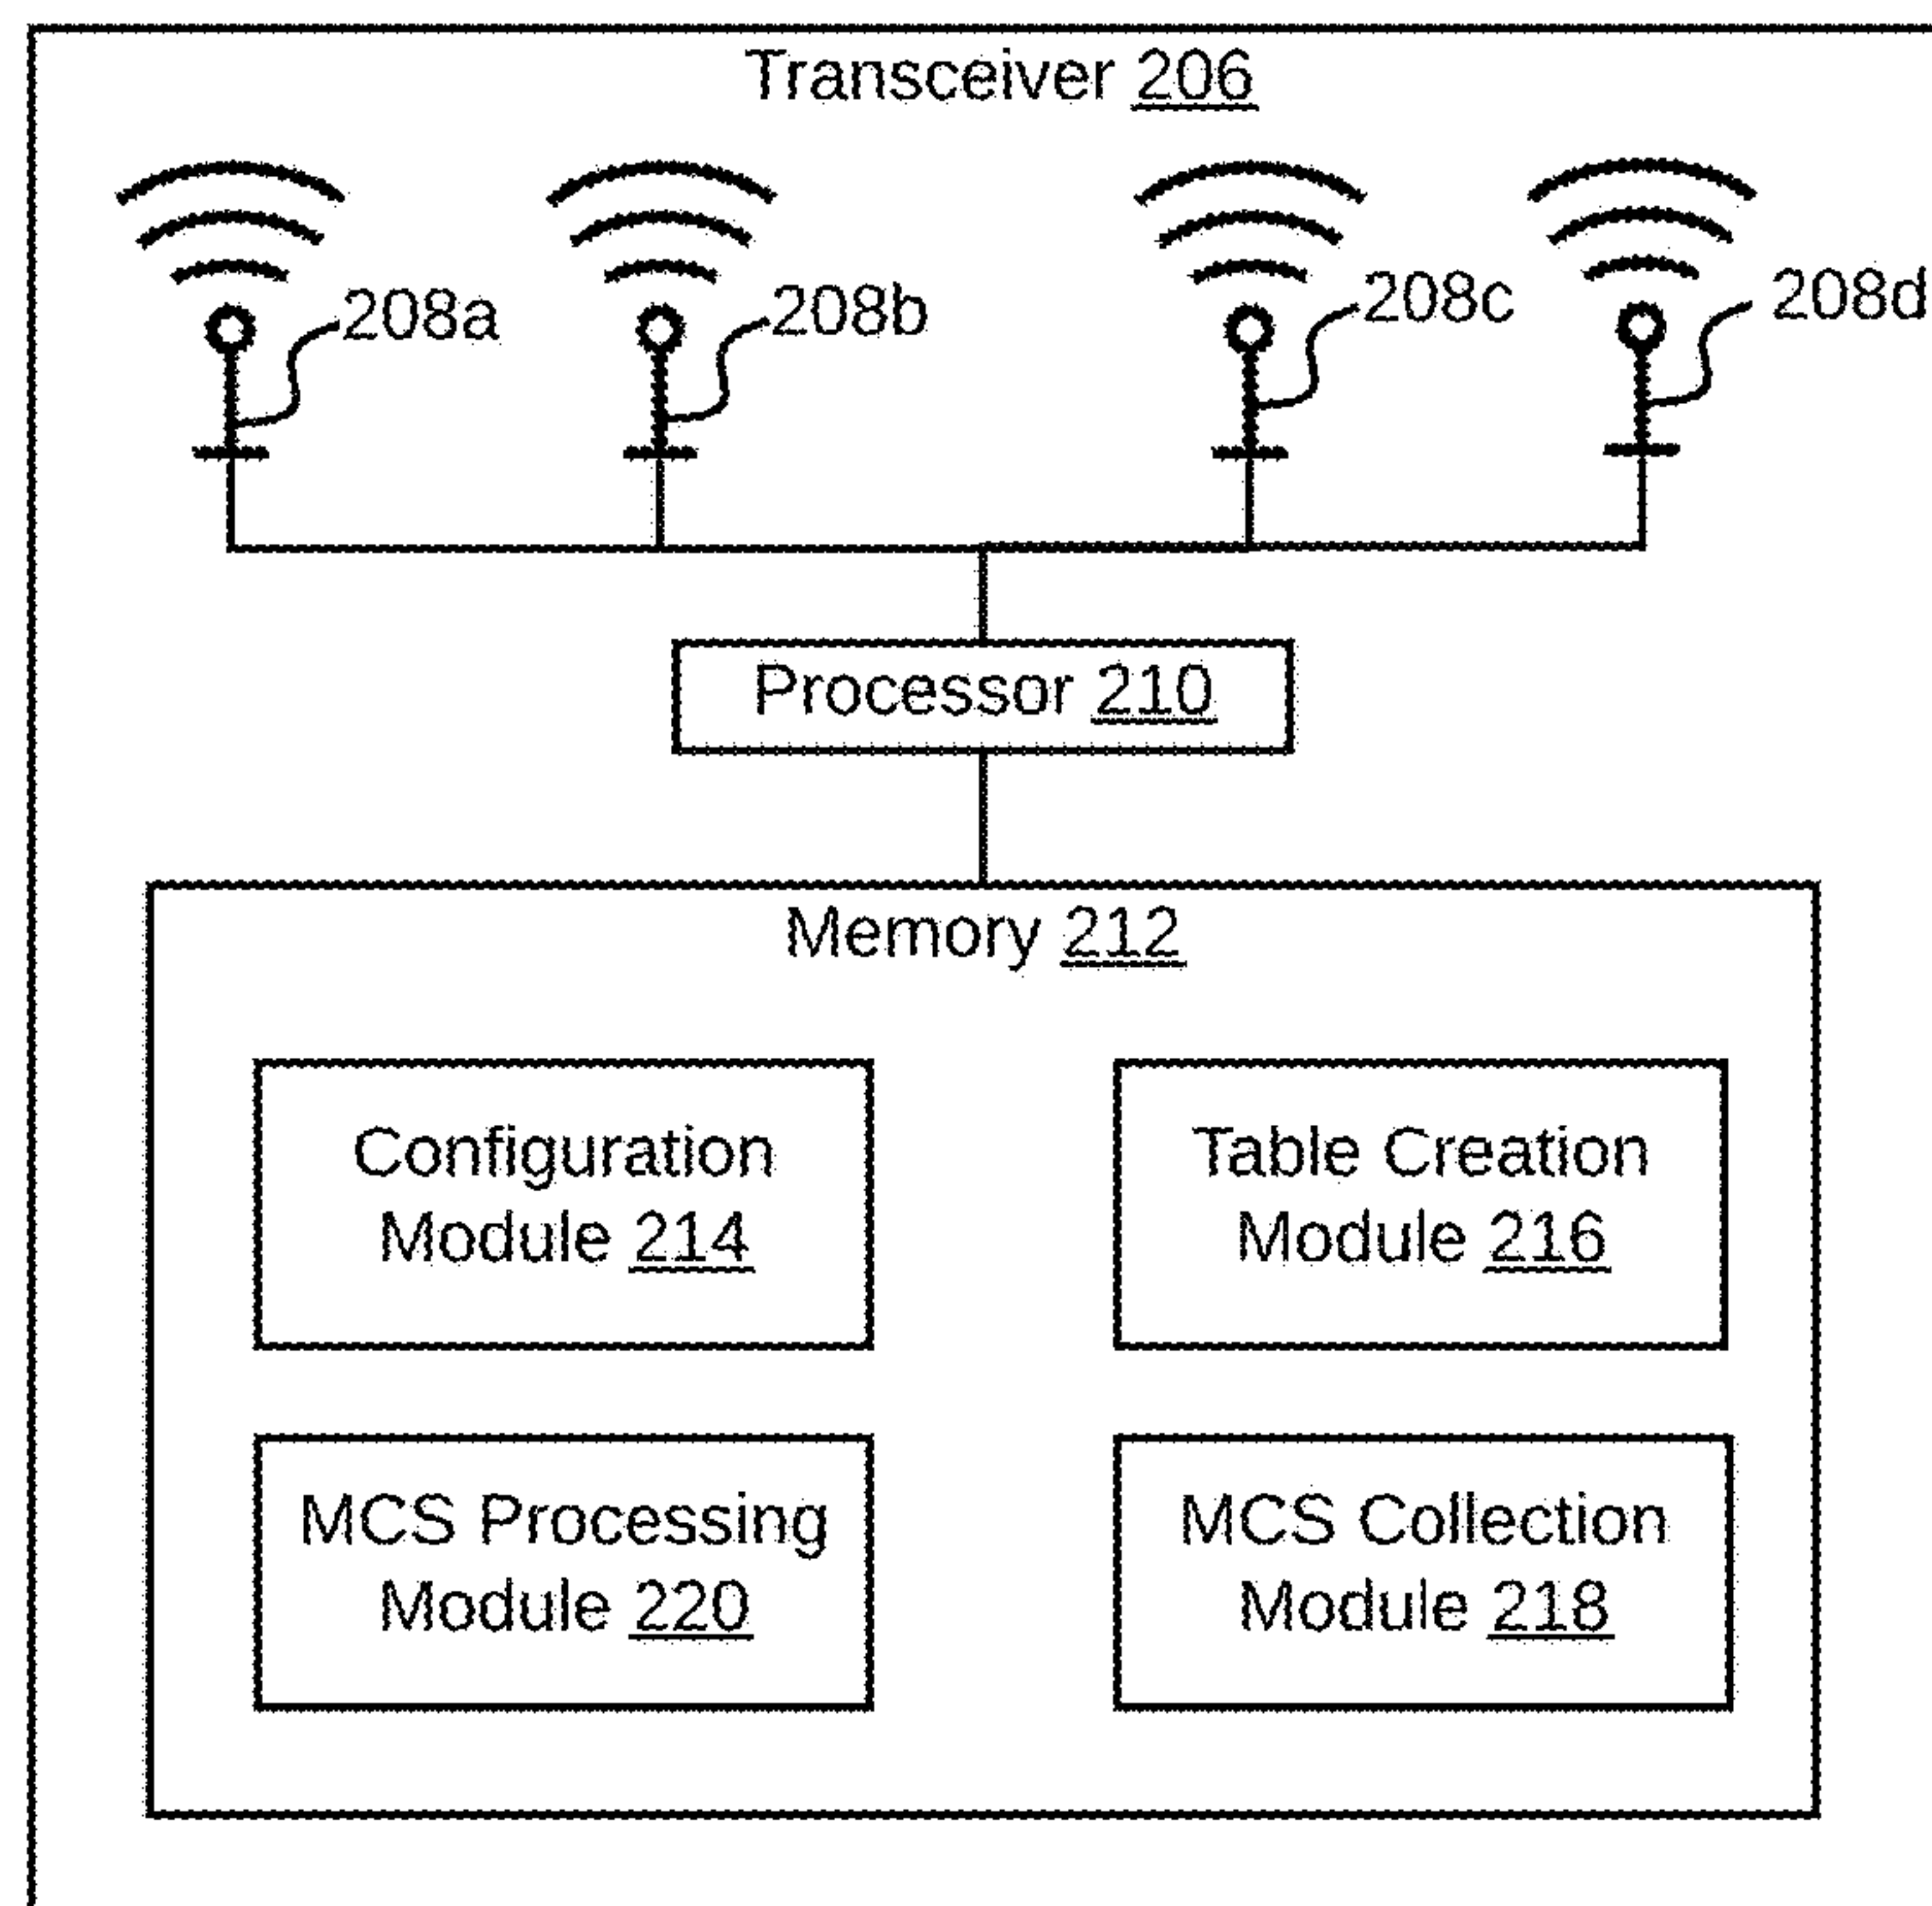 Transceiver 206
208a
208b
208c
208d
Processor 210
Memory 212
Configuration
Module 214
Table Creation
Module 216
MCS Processing
Module 220
MCS Collection
Module 218